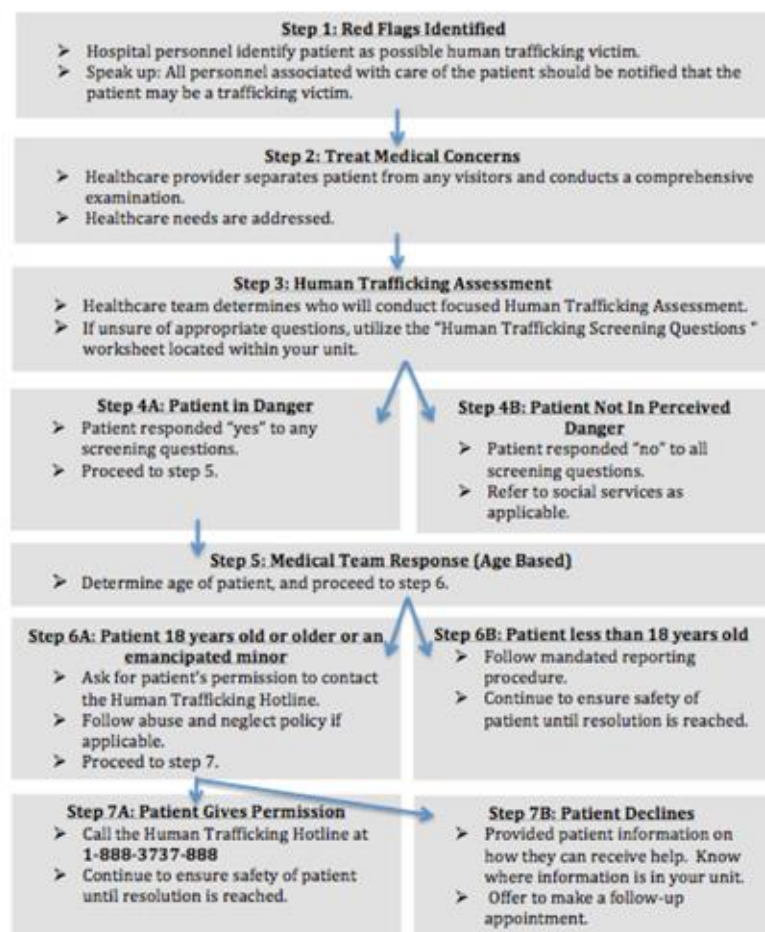 Step 1: Red Flags Identified
➤ Hospital personnel identify patient as possible human trafficking victim.
➤ Speak up: All personnel associated with care of the patient should be notified that the
patient may be a trafficking victim.
Step 2: Treat Medical Concerns
➤ Healthcare provider separates patient from any visitors and conducts a comprehensive
examination.
➤ Healthcare needs are addressed.
Step 3: Human Trafficking Assessment
➤ Healthcare team determines who will conduct focused Human Trafficking Assessment.
➤ If unsure of appropriate questions, utilize the "Human Trafficking Screening Questions "
worksheet located within your unit.
Step 4A: Patient in Danger
➤ Patient responded "yes" to any
screening questions.
➤ Proceed to step 5.
Step 4B: Patient Not In Perceived
Danger
➤ Patient responded "no" to all
screening questions.
➤ Refer to social services as
applicable.
Step 5: Medical Team Response (Age Based)
➤ Determine age of patient, and proceed to step 6.
Step 6A: Patient 18 years old or older or an
emancipated minor
➤ Ask for patient's permission to contact
the Human Trafficking Hotline.
➤ Follow abuse and neglect policy if
applicable.
➤ Proceed to step 7.
Step 6B: Patient less than 18 years old
➤ Follow mandated reporting
procedure.
➤ Continue to ensure safety of
patient until resolution is reached.
Step 7A: Patient Gives Permission
➤ Call the Human Trafficking Hotline at
1-888-3737-888
➤ Continue to ensure safety of patient
until resolution is reached.
Step 7B: Patient Declines
➤ Provided patient information on
how they can receive help. Know
where information is in your unit.
➤ Offer to make a follow-up
appointment.